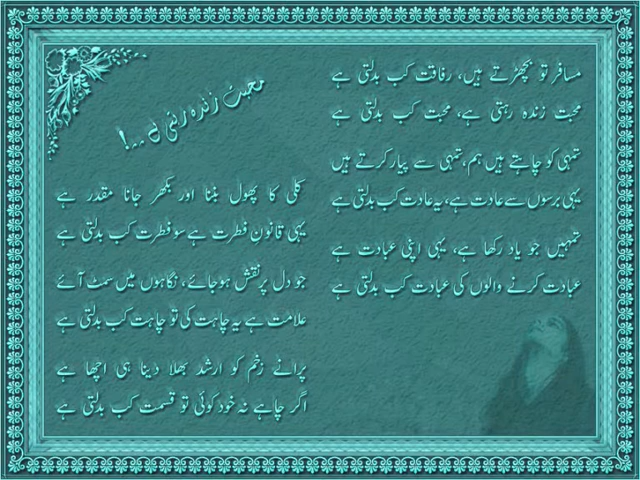 محبت زندہ رہتی ہے ...!
مسافر تو بچھڑتے ہیں، رفاقت کب بدلتی ہے
محبت زندہ رہتی ہے، محبت کب بدلتی ہے
تمہی کو چاہتے ہیں ہم، تمہی سے پیار کرتے ہیں
یہی برسوں سے عادت ہے، یہ عادت کب بدلتی ہے
تمہیں جو یاد رکھا ہے، یہی اپنی عبادت ہے
عبادت کرنے والوں کی عبادت کب بدلتی ہے
کلی کا پھول بننا اور بکھر جانا مقدر ہے
یہی قانونِ فطرت ہے سو فطرت کب بدلتی ہے
جو دل پر نقش ہوجائے، نگاہوں میں سمٹ آئے
علامت ہے یہ چاہت کی تو چاہت کب بدلتی ہے
پرانے زخم کو ارشد بھلا دینا ہی اچھا ہے
اگر چاہے نہ خود کوئی تو قسمت کب بدلتی ہے